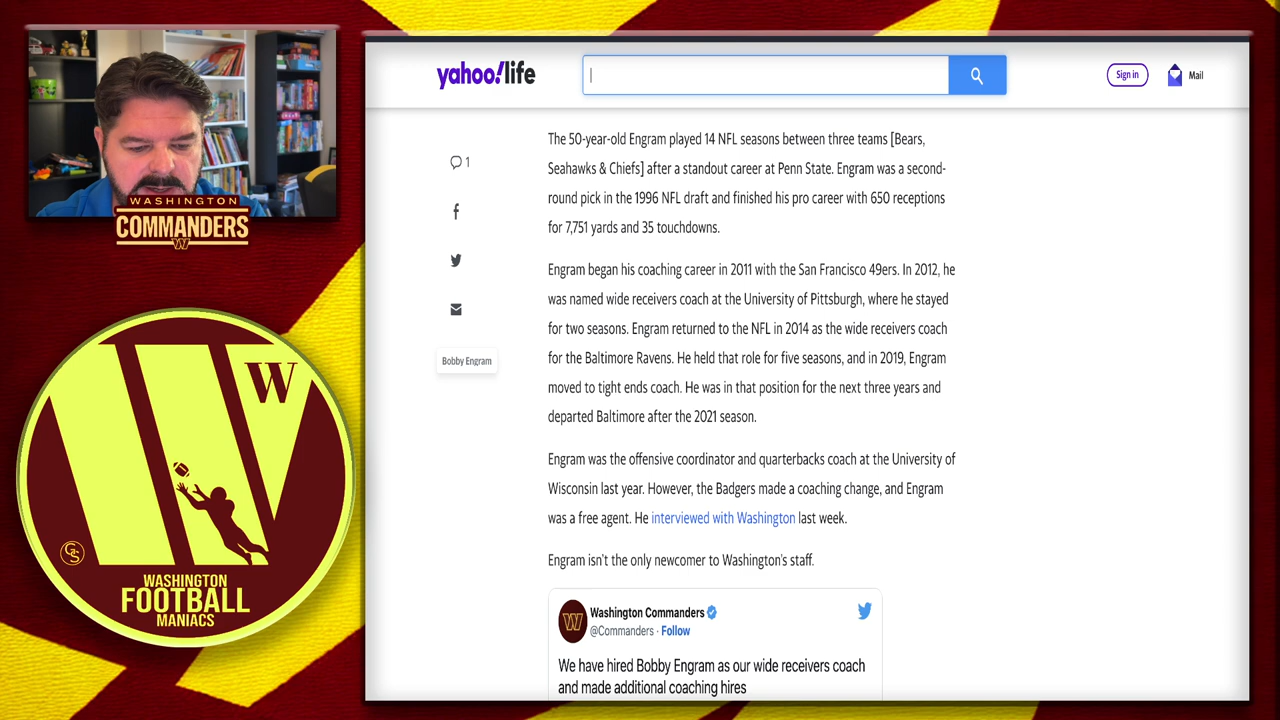 WASHINGTON
COMMANDERS
W
W
GS
WASHINGTON
FOOTBALL
MANIACS
yahoo!life
Sign in
Mail
1
Bobby Engram
The 50-year-old Engram played 14 NFL seasons between three teams [Bears,
Seahawks & Chiefs] after a standout career at Penn State. Engram was a second-
round pick in the 1996 NFL draft and finished his pro career with 650 receptions
for 7,751 yards and 35 touchdowns.
Engram began his coaching career in 2011 with the San Francisco 49ers. In 2012, he
was named wide receivers coach at the University of Pittsburgh, where he stayed
for two seasons. Engram returned to the NFL in 2014 as the wide receivers coach
for the Baltimore Ravens. He held that role for five seasons, and in 2019, Engram
moved to tight ends coach. He was in that position for the next three years and
departed Baltimore after the 2021 season.
Engram was the offensive coordinator and quarterbacks coach at the University of
Wisconsin last year. However, the Badgers made a coaching change, and Engram
was a free agent. He interviewed with Washington last week.
Engram isn't the only newcomer to Washington's staff.
W
Washington Commanders
@Commanders · Follow
We have hired Bobby Engram as our wide receivers coach
and made additional coaching hires